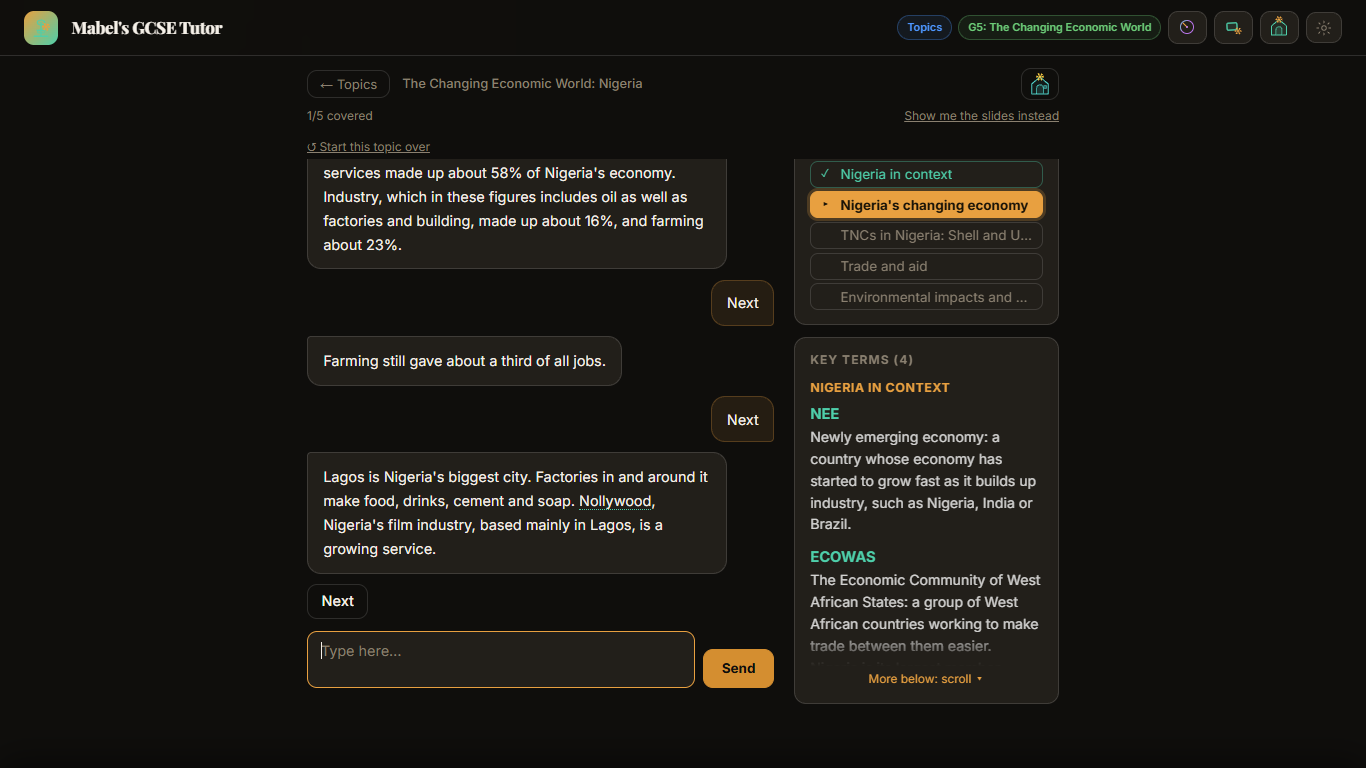 Mabel's GCSE Tutor
Topics
G5: The Changing Economic World
← Topics
The Changing Economic World: Nigeria
1/5 covered
Show me the slides instead
↺ Start this topic over
services made up about 58% of Nigeria's economy.
Industry, which in these figures includes oil as well as
factories and building, made up about 16%, and farming
about 23%.
Next
Farming still gave about a third of all jobs.
Next
Lagos is Nigeria's biggest city. Factories in and around it
make food, drinks, cement and soap. Nollywood,
Nigeria's film industry, based mainly in Lagos, is a
growing service.
Next
Type here...
Send
✓ Nigeria in context
▸ Nigeria's changing economy
TNCs in Nigeria: Shell and U...
Trade and aid
Environmental impacts and ...
KEY TERMS (4)
NIGERIA IN CONTEXT
NEE
Newly emerging economy: a
country whose economy has
started to grow fast as it builds up
industry, such as Nigeria, India or
Brazil.
ECOWAS
The Economic Community of West
African States: a group of West
African countries working to make
trade between them easier.
More below: scroll ▾